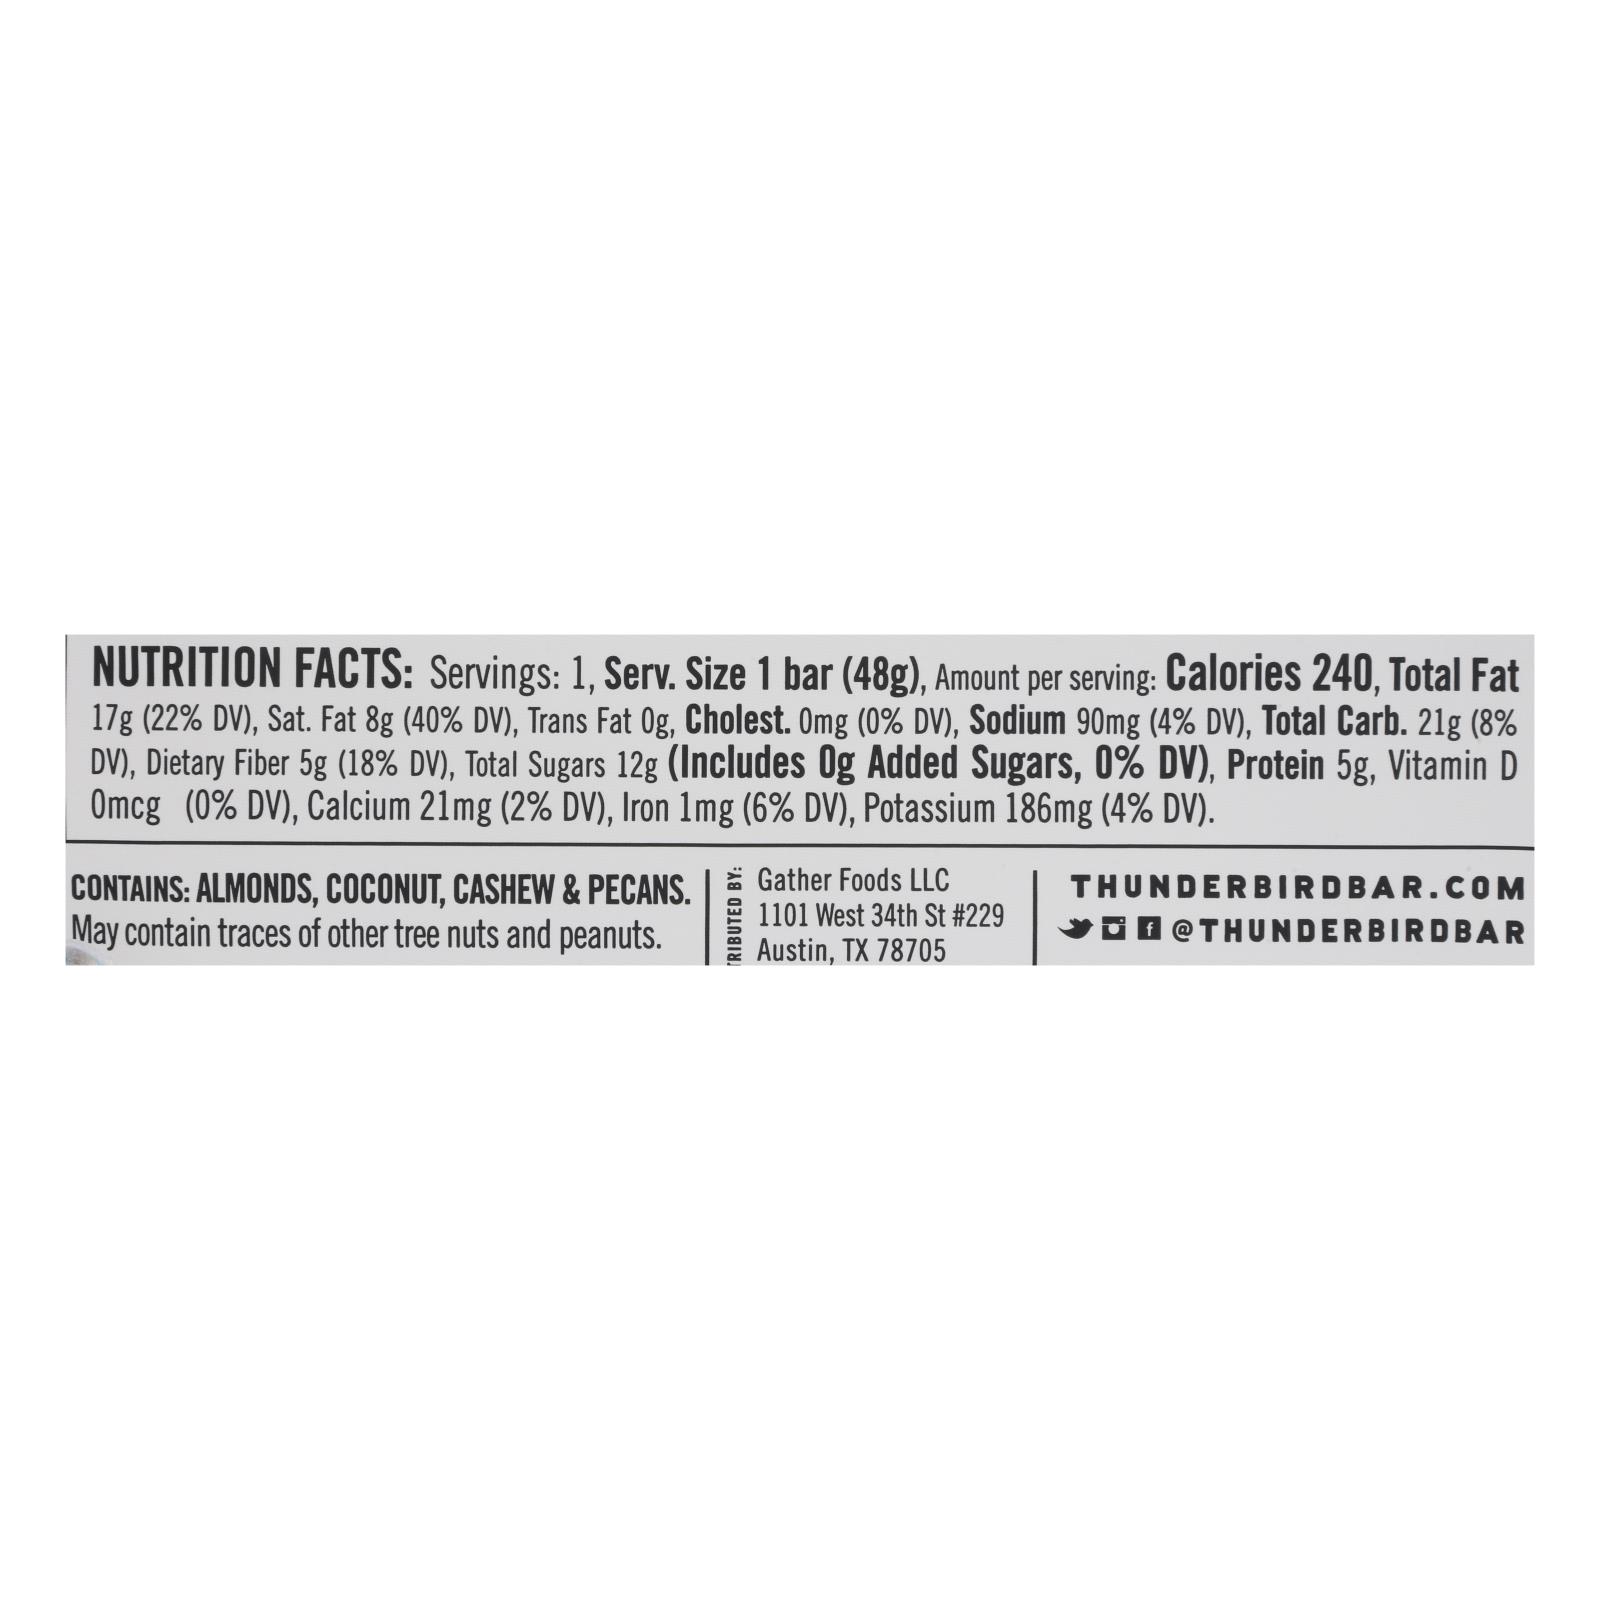 NUTRITION FACTS: Servings: 1, Serv. Size 1 bar (48g), Amount per serving: Calories 240, Total Fat
17g (22% DV), Sat. Fat 8g (40% DV), Trans Fat 0g, Cholest. 0mg (0% DV), Sodium 90mg (4% DV), Total Carb. 21g (8%
DV), Dietary Fiber 5g (18% DV), Total Sugars 12g (Includes 0g Added Sugars, 0% DV), Protein 5g, Vitamin D
0mcg (0% DV), Calcium 21mg (2% DV), Iron 1mg (6% DV), Potassium 186mg (4% DV).
CONTAINS: ALMONDS, COCONUT, CASHEW & PECANS.
May contain traces of other tree nuts and peanuts.
TRIBUTED BY:
Gather Foods LLC
1101 West 34th St #229
Austin, TX 78705
THUNDERBIRDBAR.COM
@THUNDERBIRDBAR